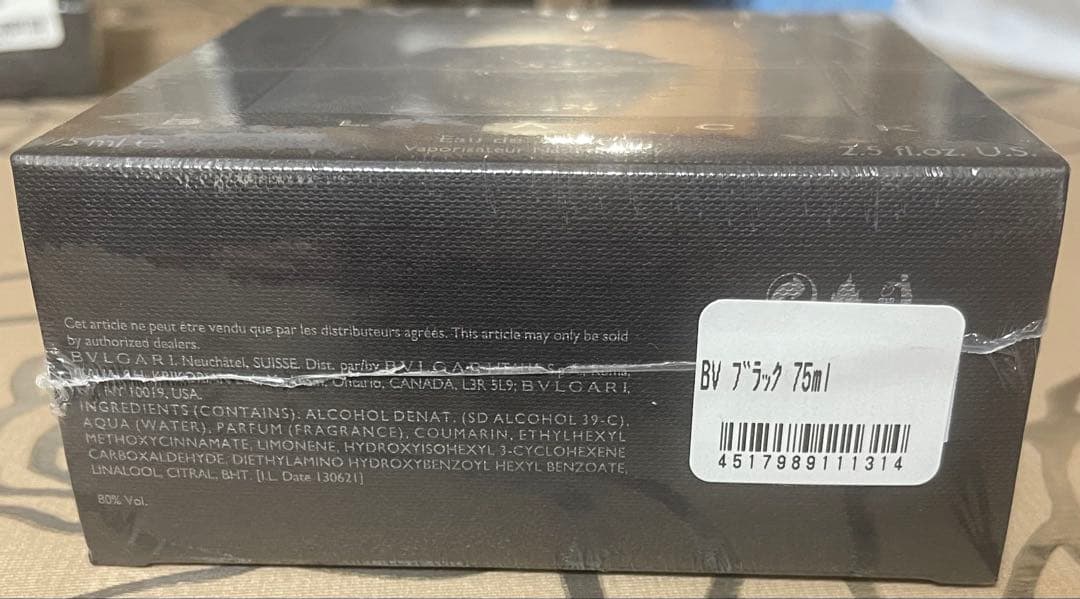 B L A C K
75 ml e
Eau de
Vaporisateur
2.5 fl.oz. U.S.
Cet article ne peut être vendu que par les distributeurs agréés. This article may only be sold
by authorized dealers.
BVLGARI, Neuchâtel, SUISSE. Dist. par/by BVLGARI
Ontario, CANADA, L3R 5L9; BVLGARI,
NY 10019, USA.
INGREDIENTS (CONTAINS): ALCOHOL DENAT. (SD ALCOHOL 39-C),
AQUA (WATER), PARFUM (FRAGRANCE), COUMARIN, ETHYLHEXYL
METHOXYCINNAMATE, LIMONENE, HYDROXYISOHEXYL 3-CYCLOHEXENE
CARBOXALDEHYDE, DIETHYLAMINO HYDROXYBENZOYL HEXYL BENZOATE,
LINALOOL, CITRAL, BHT. [I.L. Date 130621]
80% Vol.
BV ブラック 75ml
4517989111314